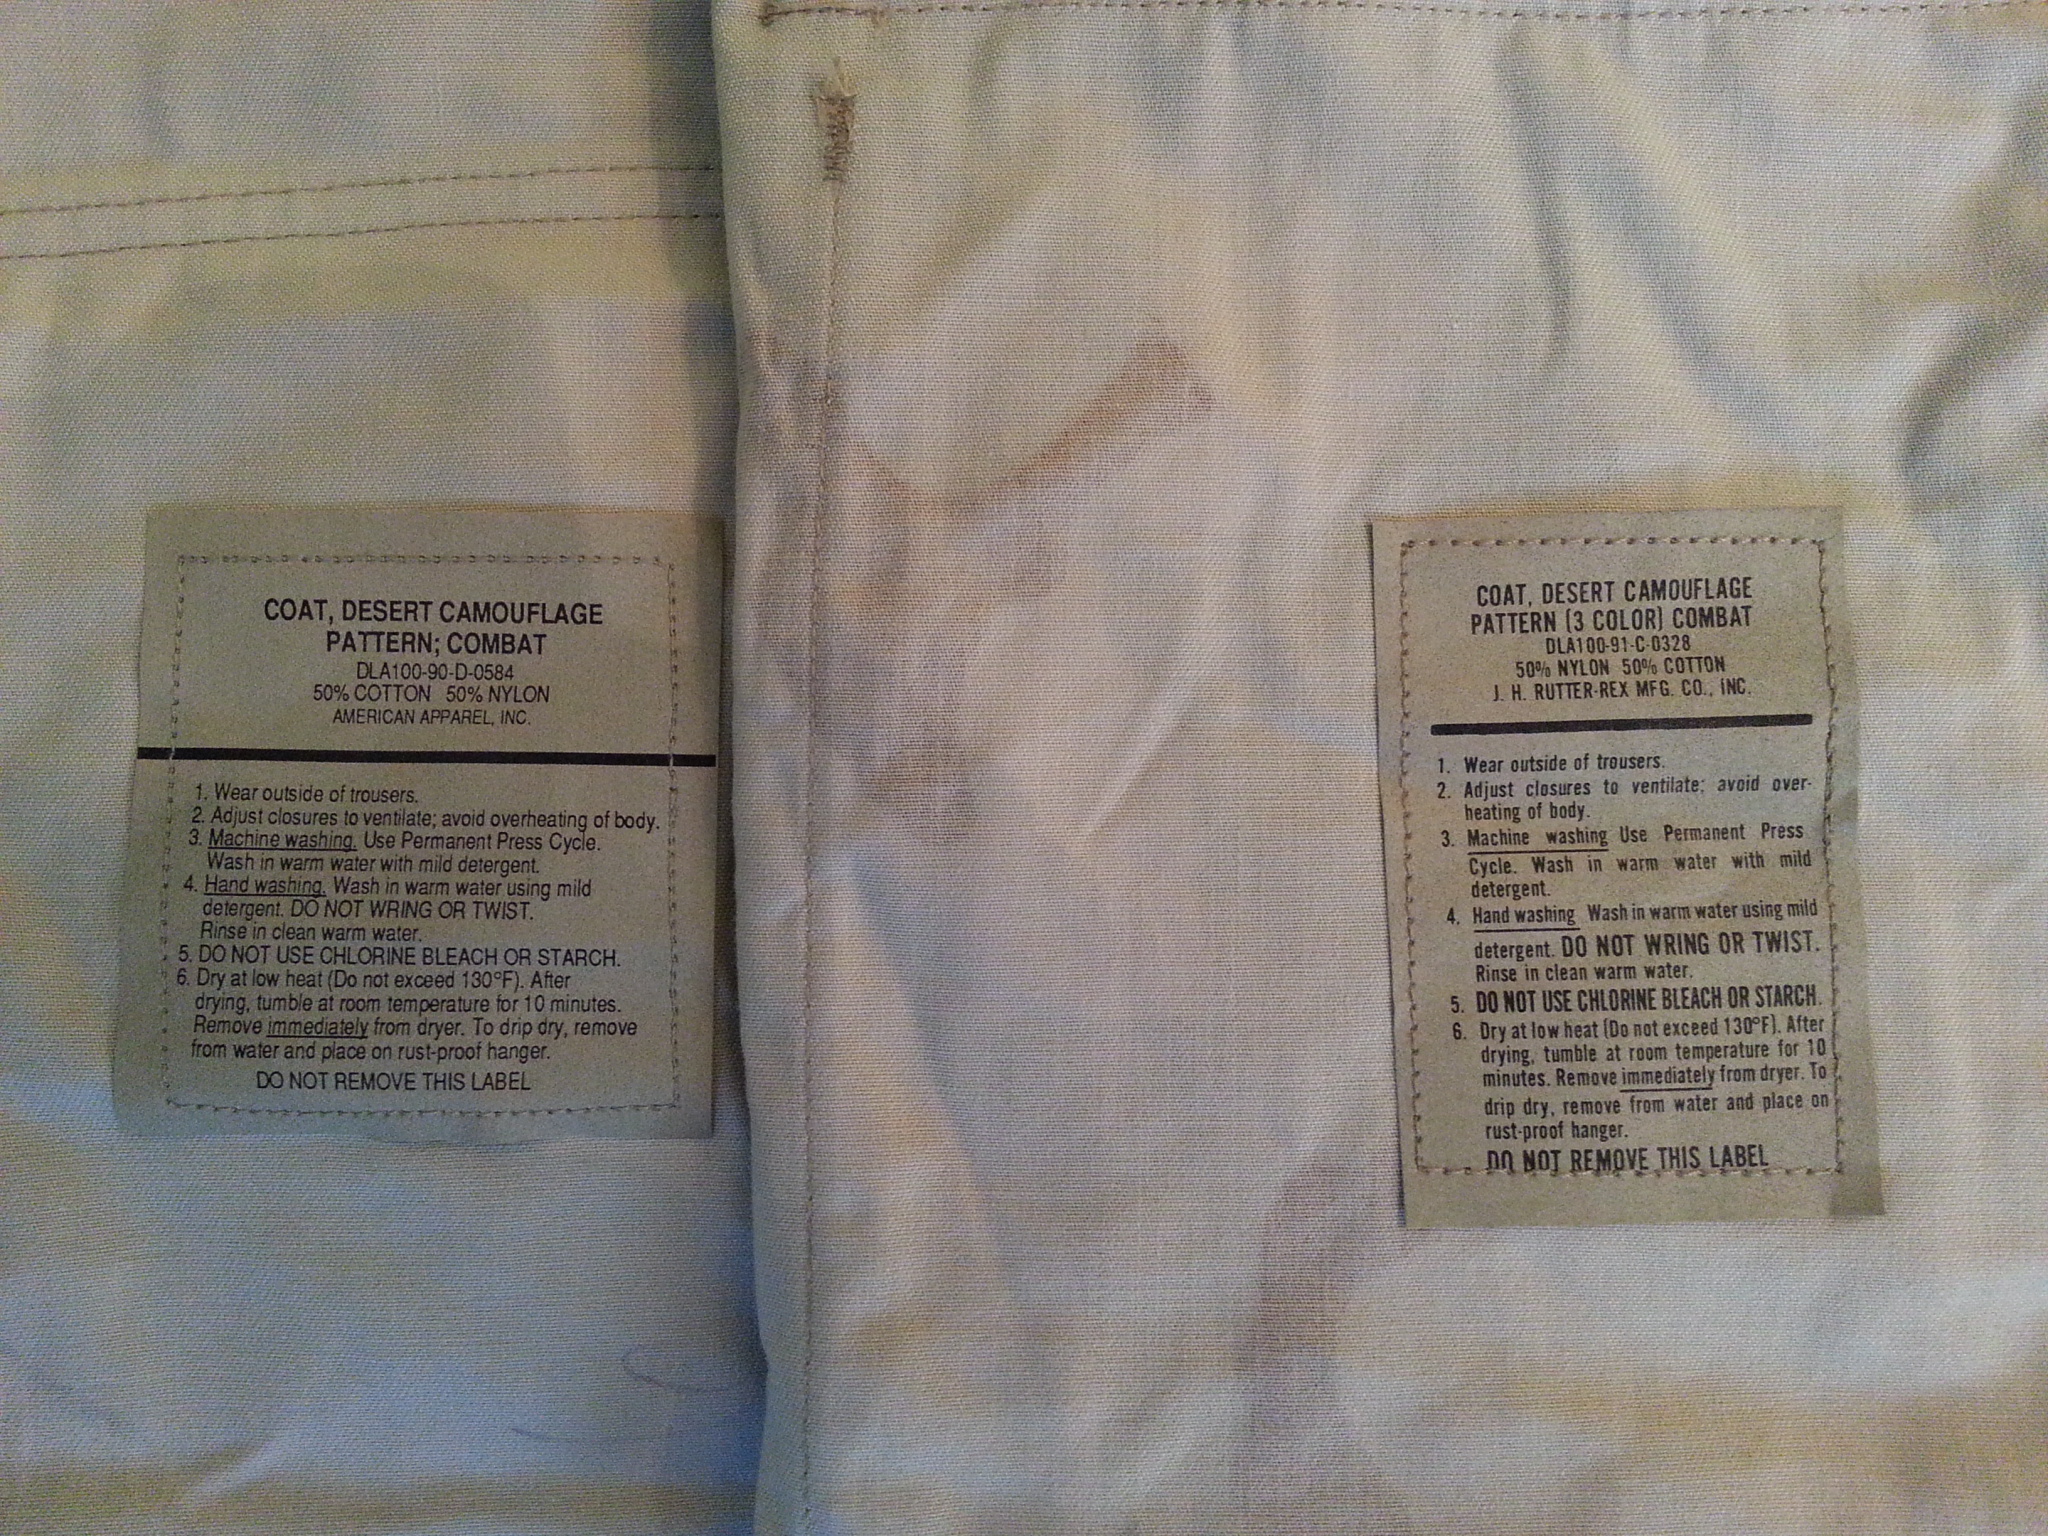 COAT, DESERT CAMOUFLAGE
PATTERN; COMBAT
DLA100-90-D-0584
50% COTTON 50% NYLON
AMERICAN APPAREL, INC.
1. Wear outside of trousers.
2. Adjust closures to ventilate; avoid overheating of body.
3. Machine washing. Use Permanent Press Cycle.
Wash in warm water with mild detergent.
4. Hand washing. Wash in warm water using mild
detergent. DO NOT WRING OR TWIST.
Rinse in clean warm water.
5. DO NOT USE CHLORINE BLEACH OR STARCH.
6. Dry at low heat (Do not exceed 130°F). After
drying, tumble at room temperature for 10 minutes.
Remove immediately from dryer. To drip dry, remove
from water and place on rust-proof hanger.
DO NOT REMOVE THIS LABEL
COAT, DESERT CAMOUFLAGE
PATTERN (3 COLOR) COMBAT
DLA100-91-C-0328
50% NYLON 50% COTTON
J. H. RUTTER-REX MFG. CO., INC.
1. Wear outside of trousers.
2. Adjust closures to ventilate; avoid over-
heating of body.
3. Machine washing Use Permanent Press
Cycle. Wash in warm water with mild
detergent.
4. Hand washing Wash in warm water using mild
detergent. DO NOT WRING OR TWIST.
Rinse in clean warm water.
5. DO NOT USE CHLORINE BLEACH OR STARCH.
6. Dry at low heat (Do not exceed 130°F). After
drying, tumble at room temperature for 10
minutes. Remove immediately from dryer. To
drip dry, remove from water and place on
rust-proof hanger.
DO NOT REMOVE THIS LABEL